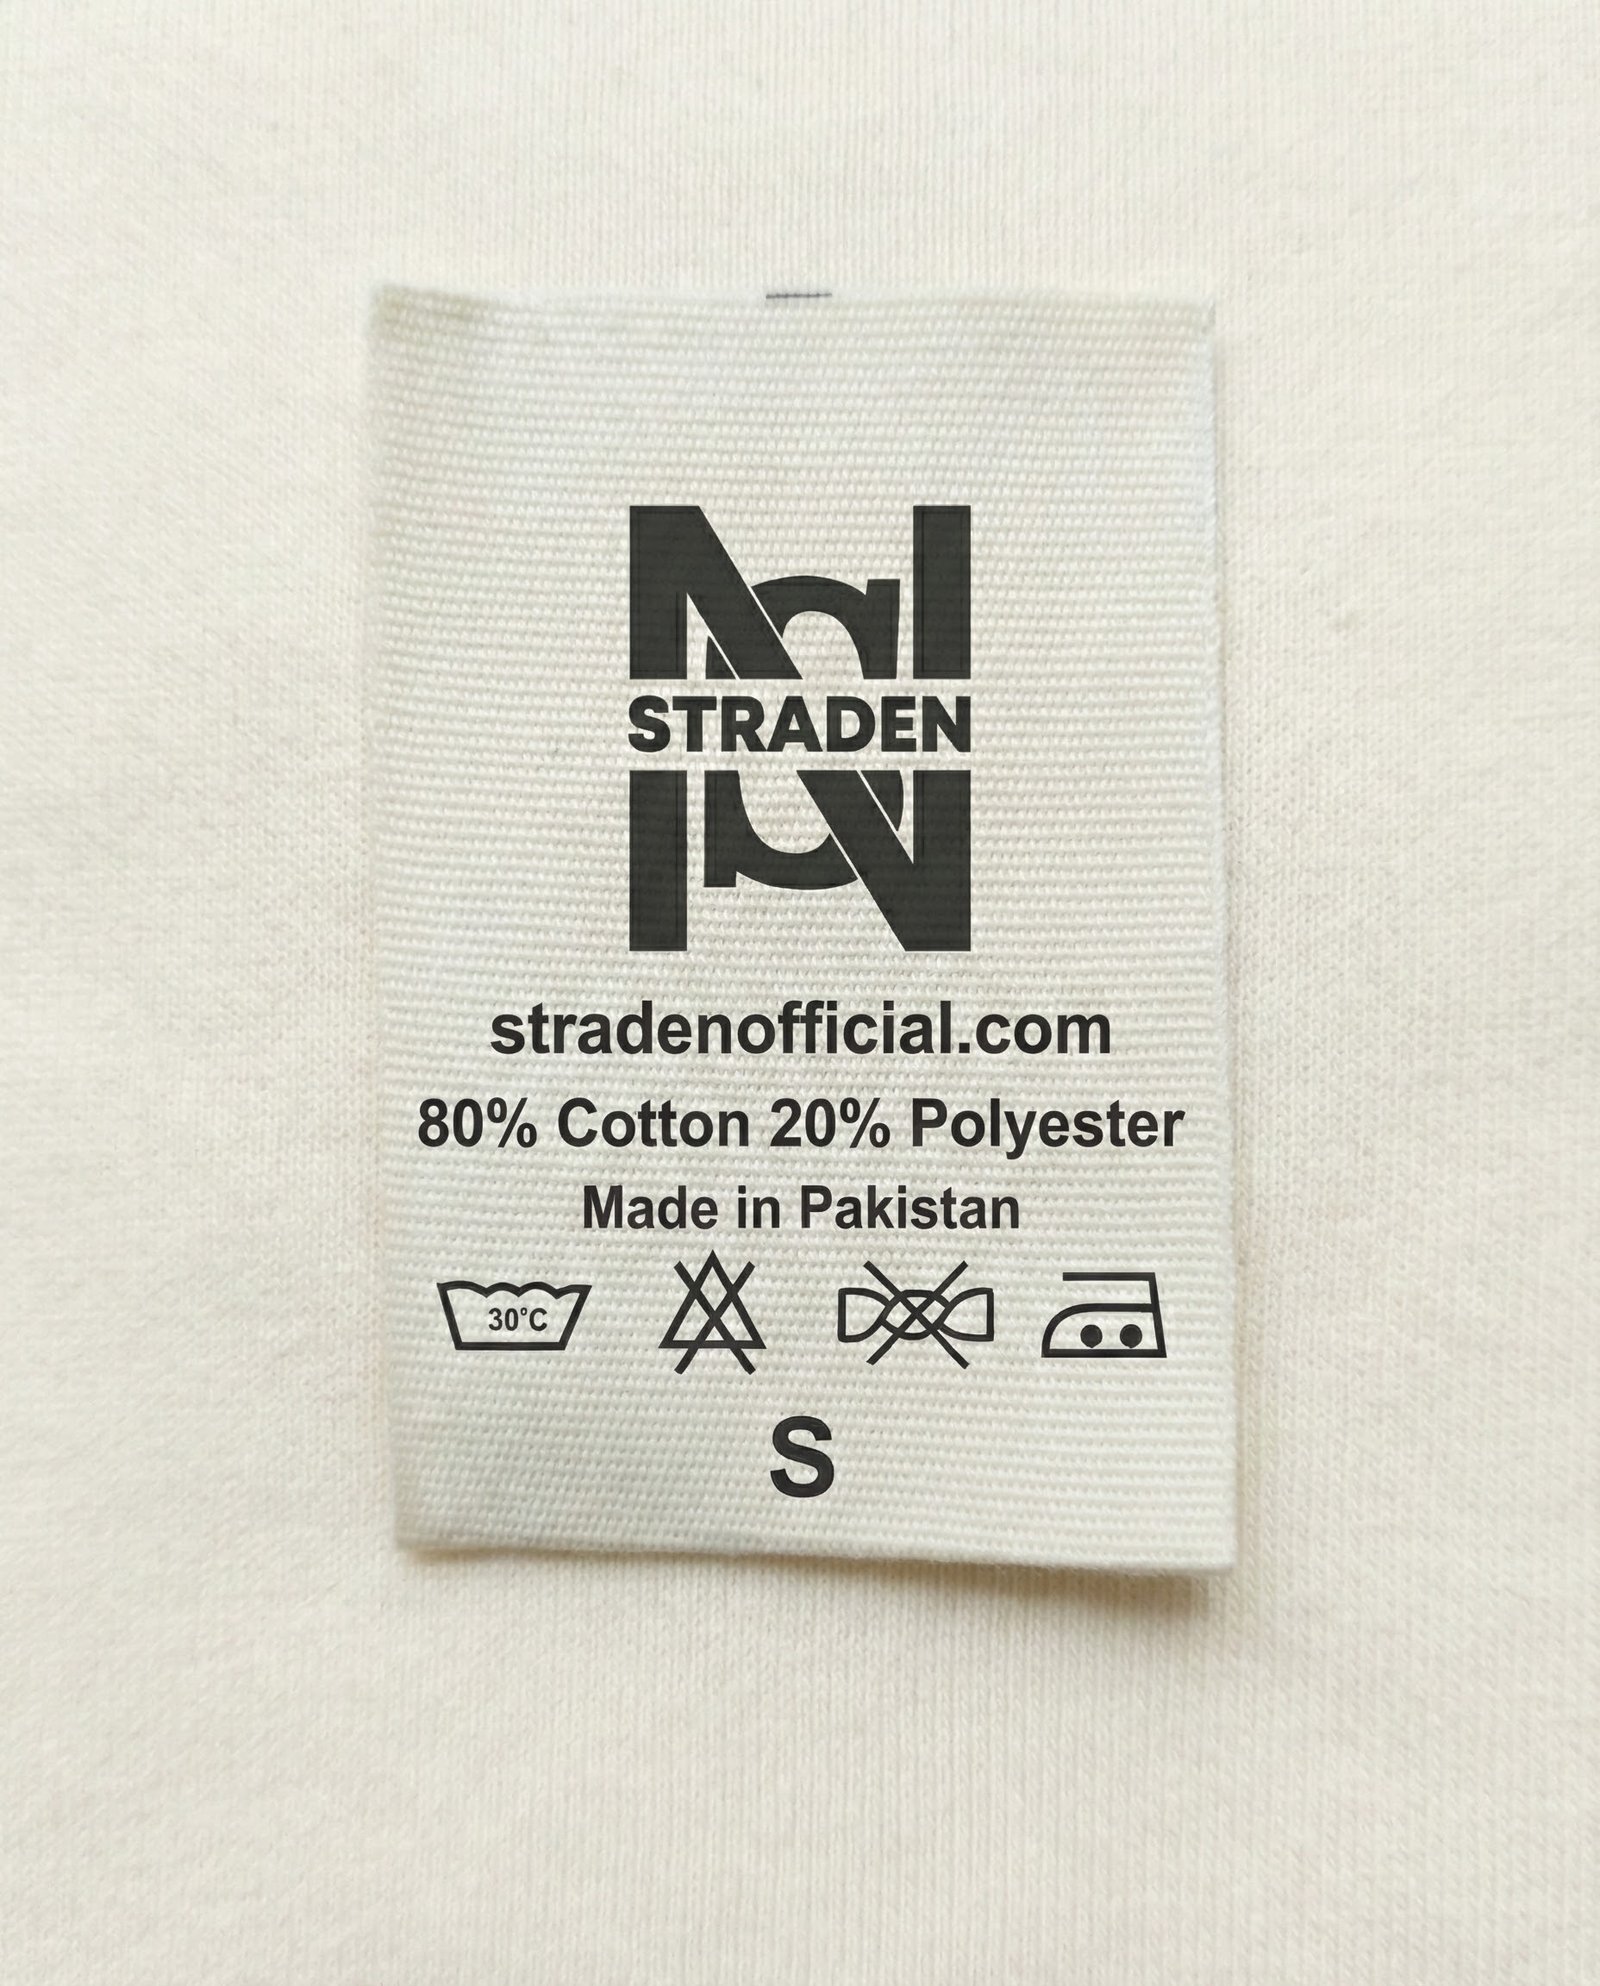 STRADEN
stradenofficial.com
80% Cotton 20% Polyester
Made in Pakistan
30°C
S